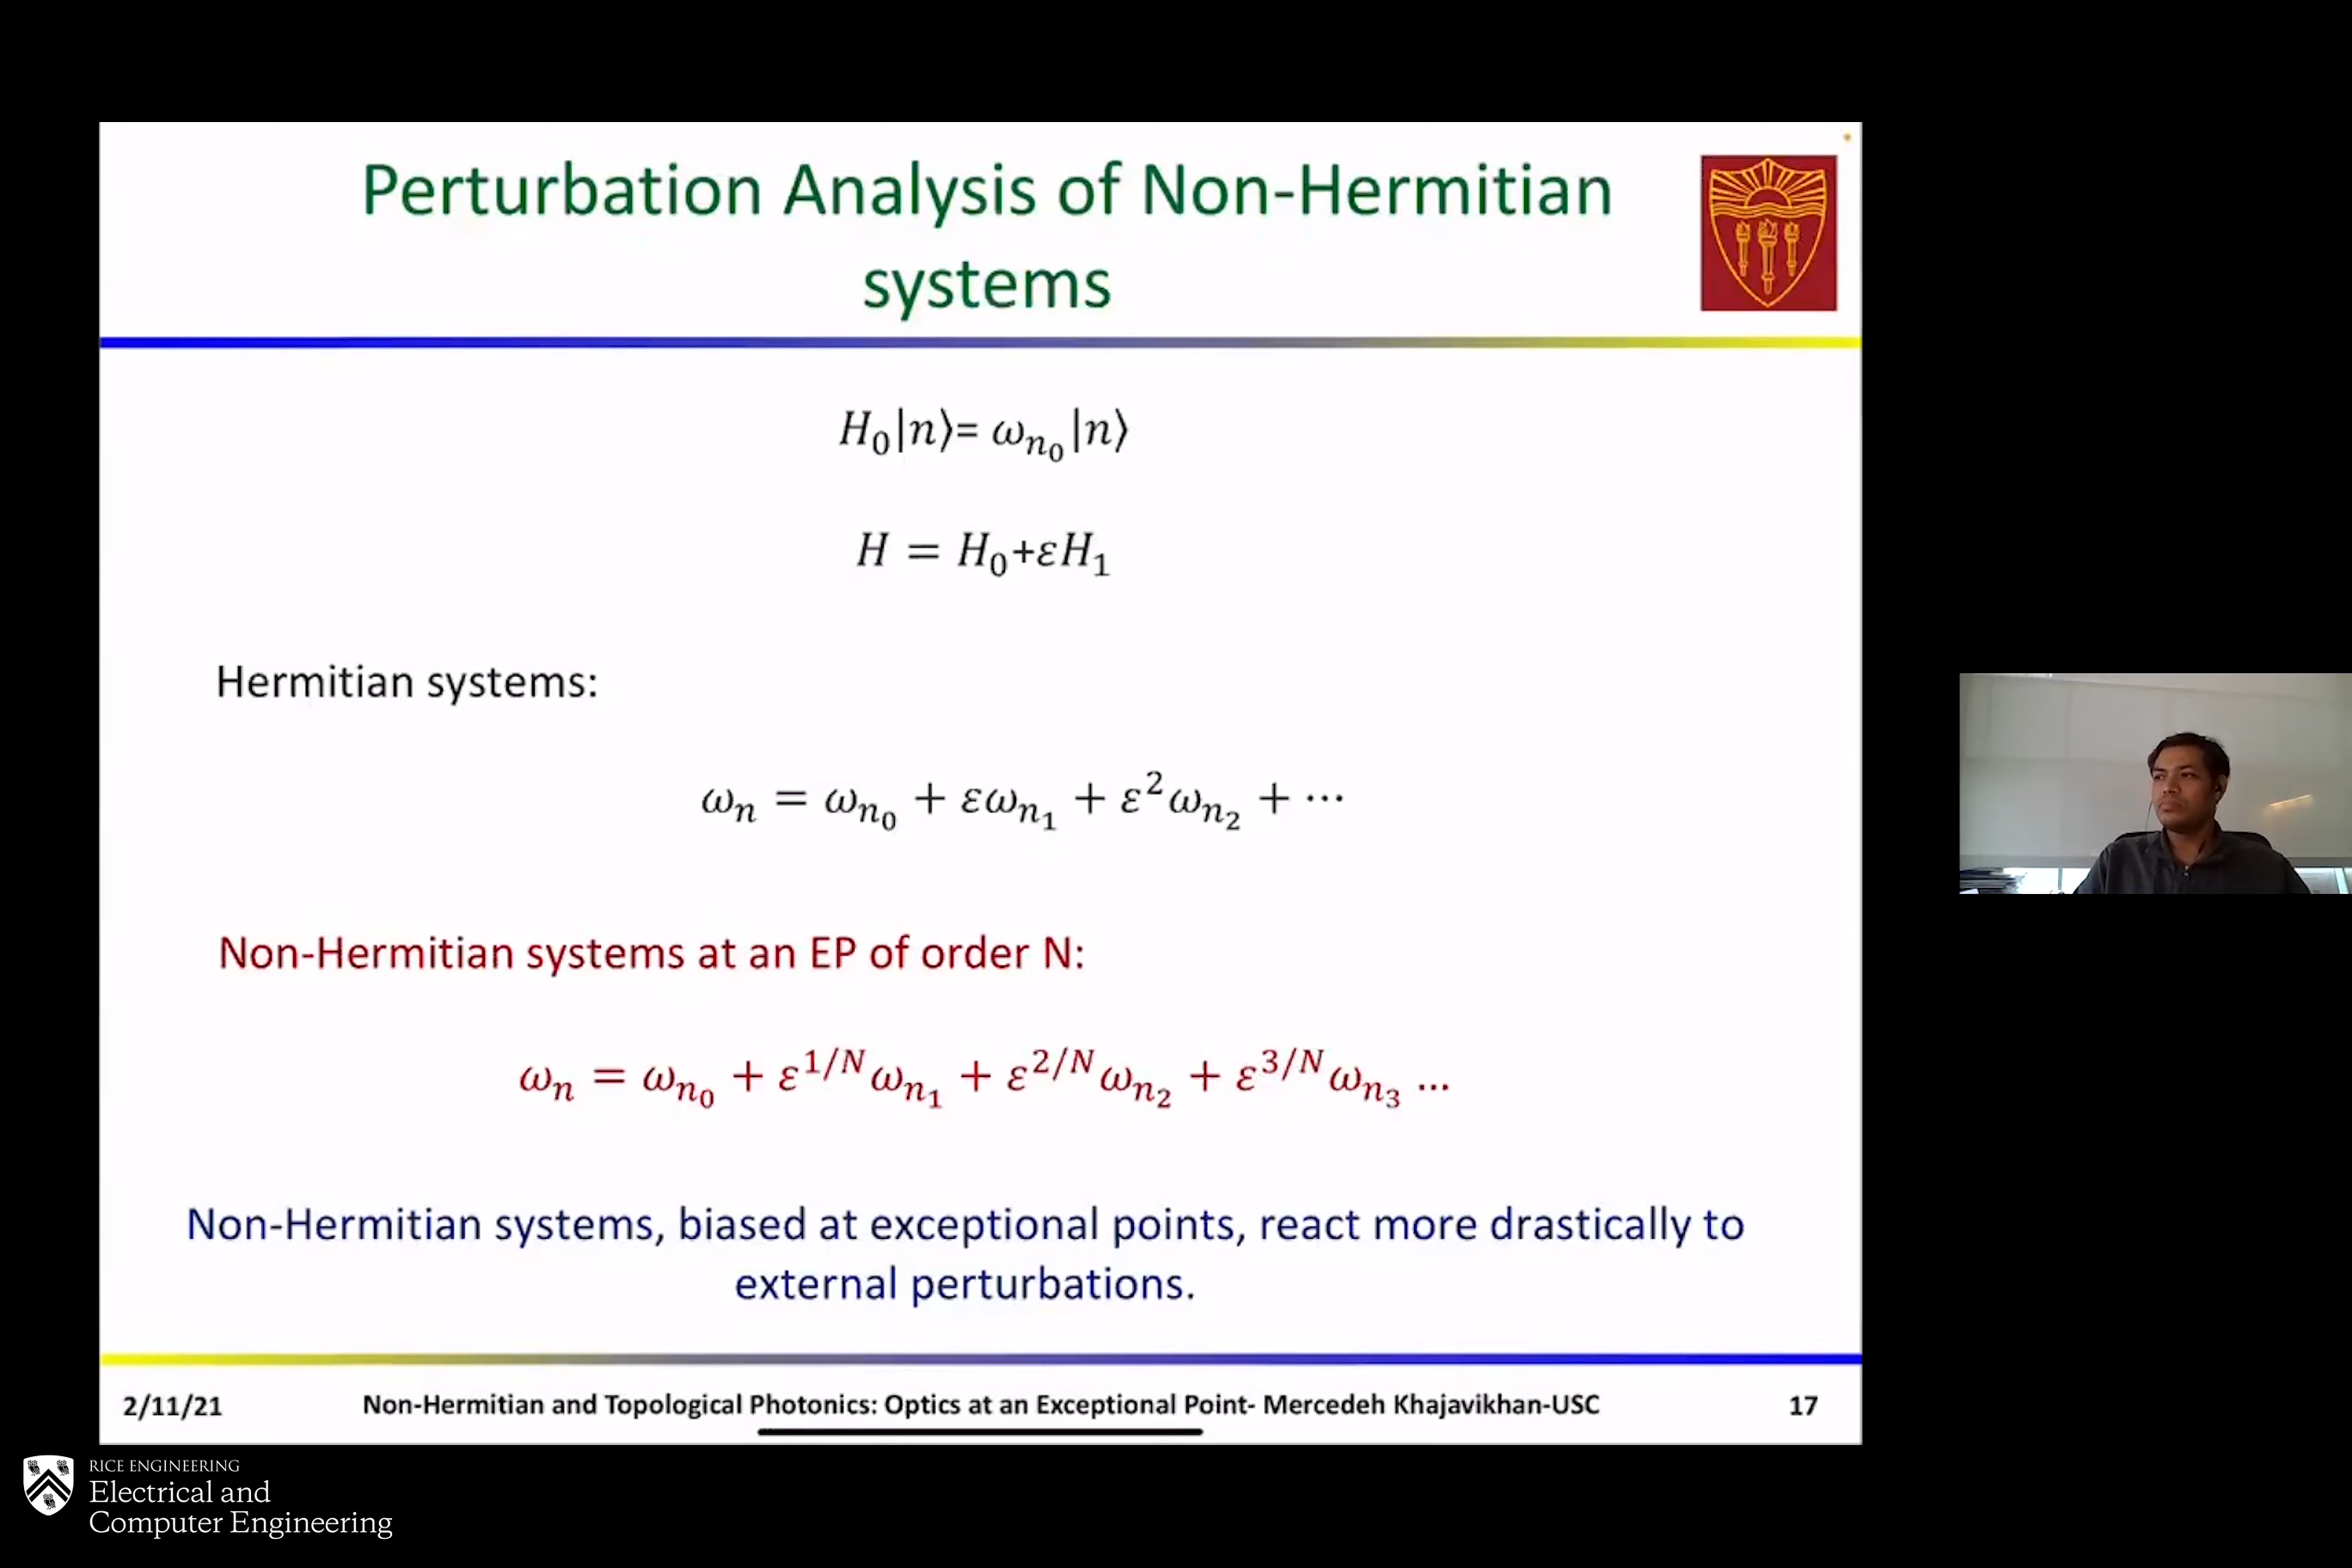 Perturbation Analysis of Non-Hermitian
systems
H₀|n⟩= ω_{n₀}|n⟩
H = H₀+εH₁
Hermitian systems:
ω_n = ω_{n₀} + εω_{n₁} + ε²ω_{n₂} + ⋯
Non-Hermitian systems at an EP of order N:
ω_n = ω_{n₀} + ε^{1/N}ω_{n₁} + ε^{2/N}ω_{n₂} + ε^{3/N}ω_{n₃} …
Non-Hermitian systems, biased at exceptional points, react more drastically to
external perturbations.
2/11/21 Non-Hermitian and Topological Photonics: Optics at an Exceptional Point- Mercedeh Khajavikhan-USC 17
RICE ENGINEERING
Electrical and
Computer Engineering